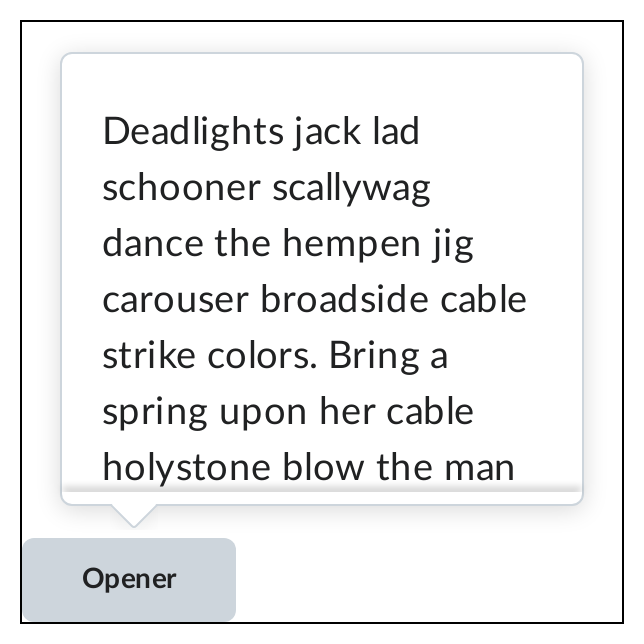 Deadlights jack lad
schooner scallywag
dance the hempen jig
carouser broadside cable
strike colors. Bring a
spring upon her cable
holystone blow the man
Opener